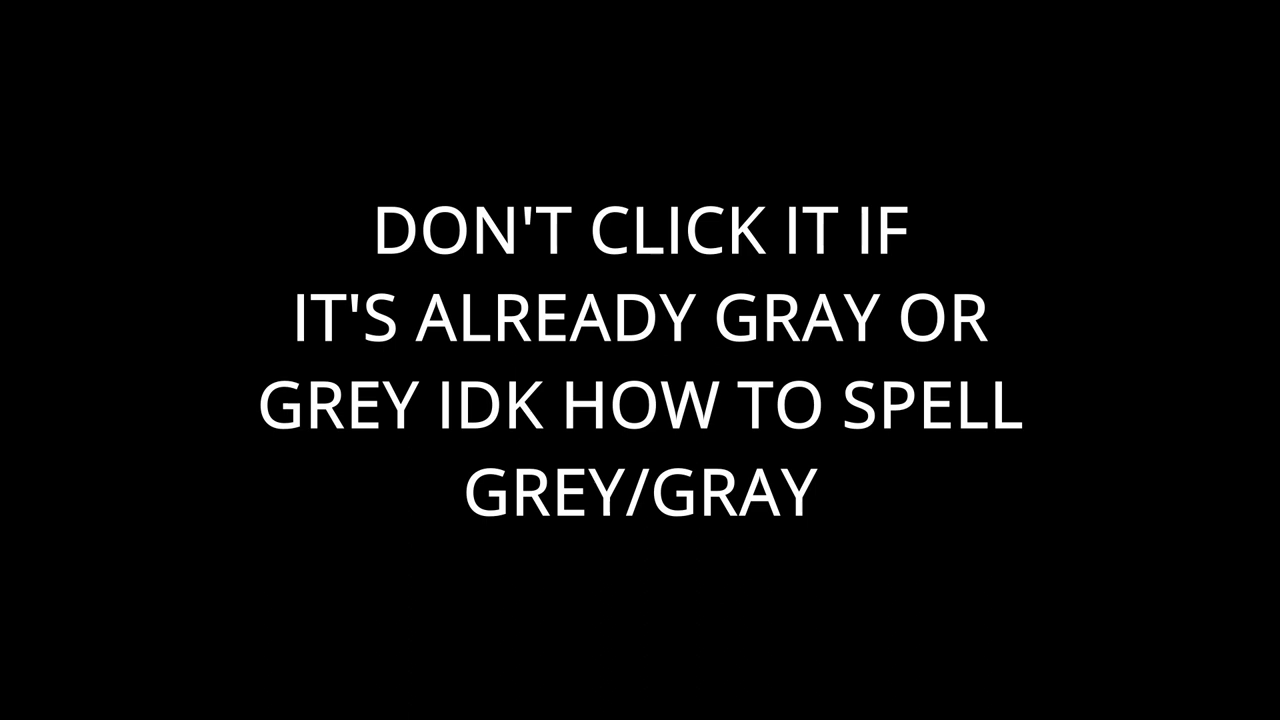 DON'T CLICK IT IF
IT'S ALREADY GRAY OR
GREY IDK HOW TO SPELL
GREY/GRAY